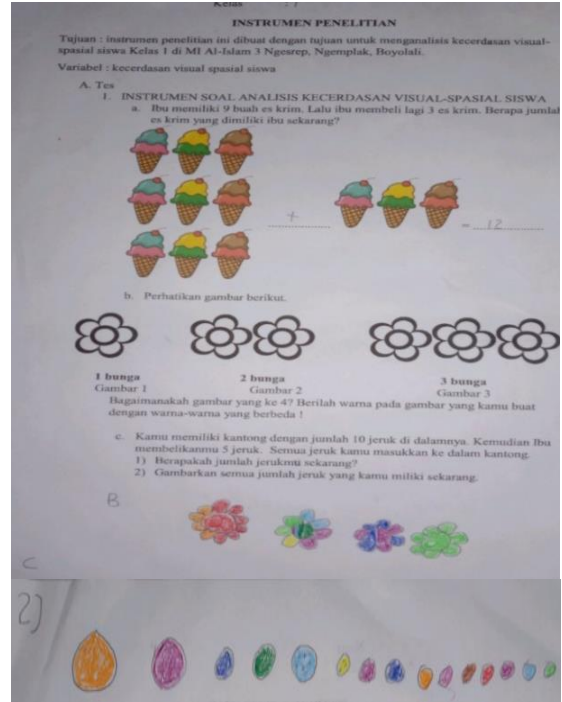 Kelas : 1
INSTRUMEN PENELITIAN
Tujuan : instrumen penelitian ini dibuat dengan tujuan untuk menganalisis kecerdasan visual-
spasial siswa Kelas 1 di MI Al-Islam 3 Ngesrep, Ngemplak, Boyolali.
Variabel : kecerdasan visual spasial siswa
A. Tes
1. INSTRUMEN SOAL ANALISIS KECERDASAN VISUAL-SPASIAL SISWA
a. Ibu memiliki 9 buah es krim. Lalu ibu membeli lagi 3 es krim. Berapa jumlah
es krim yang dimiliki ibu sekarang?
+ = 12
b. Perhatikan gambar berikut.
1 bunga 2 bunga 3 bunga
Gambar 1 Gambar 2 Gambar 3
Bagaimanakah gambar yang ke 4? Berilah warna pada gambar yang kamu buat
dengan warna-warna yang berbeda !
c. Kamu memiliki kantong dengan jumlah 10 jeruk di dalamnya. Kemudian Ibu
membelikanmu 5 jeruk. Semua jeruk kamu masukkan ke dalam kantong.
1) Berapakah jumlah jerukmu sekarang?
2) Gambarkan semua jumlah jeruk yang kamu miliki sekarang.
B
C
2)